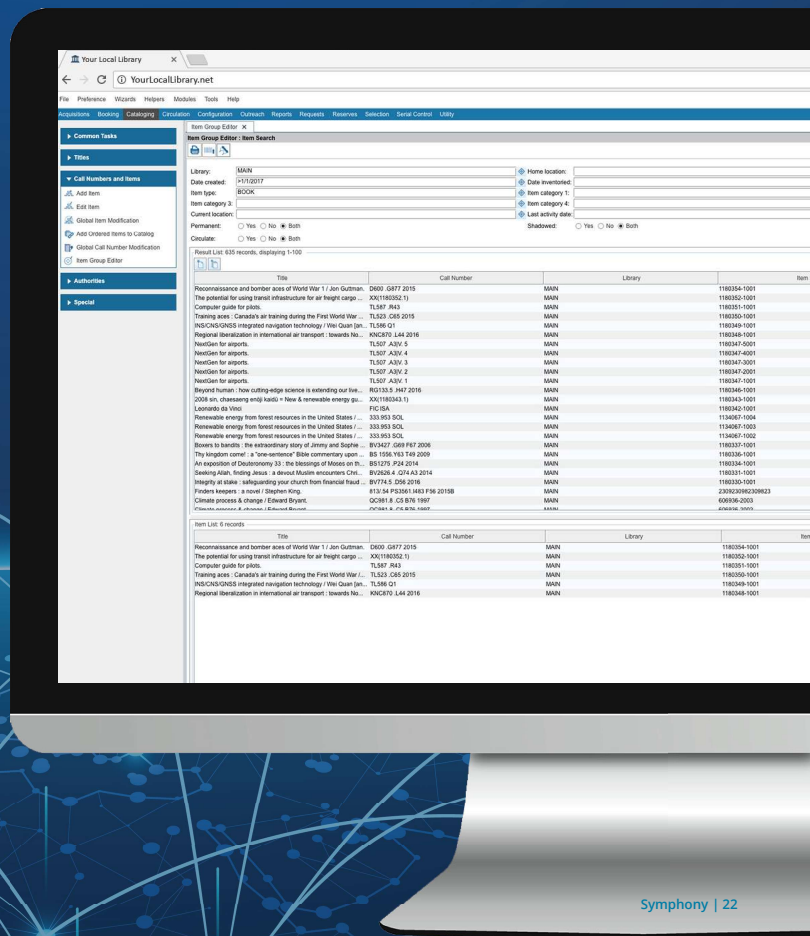 Your Local Library X
YourLocalLibrary.net
File Preference Wizards Helpers Modules Tools Help
Acquisitions Booking Cataloging Circulation Configuration Outreach Reports Requests Reserves Selection Serial Control Utility
Common Tasks
Titles
Call Numbers and Items
Add Item
Edit Item
Global Item Modification
Add Ordered Items to Catalog
Global Call Number Modification
Item Group Editor
Authorities
Special
Item Group Editor X
Item Group Editor : Item Search
Library: MAIN Home location:
Date created: >1/1/2017 Date inventoried:
Item type: BOOK Item category 1:
Item category 3: Item category 4:
Current location: Last activity date:
Permanent: Yes No Both Shadowed: Yes No Both
Circulate: Yes No Both
Result List: 635 records, displaying 1-100
Title Call Number Library Item
Reconnaissance and bomber aces of World War 1 / Jon Guttman. D600 .G877 2015 MAIN 1180354-1001
The potential for using transit infrastructure for air freight cargo ... XX(1180352.1) MAIN 1180352-1001
Computer guide for pilots. TL587 .R43 MAIN 1180351-1001
Training aces : Canada's air training during the First World War ... TL523 .C65 2015 MAIN 1180350-1001
INS/CNS/GNSS integrated navigation technology / Wei Quan [an... TL586 Q1 MAIN 1180349-1001
Regional liberalization in international air transport : towards No... KNC870 .L44 2016 MAIN 1180348-1001
NextGen for airports. TL507 .A3|V. 5 MAIN 1180347-5001
NextGen for airports. TL507 .A3|V. 4 MAIN 1180347-4001
NextGen for airports. TL507 .A3|V. 3 MAIN 1180347-3001
NextGen for airports. TL507 .A3|V. 2 MAIN 1180347-2001
NextGen for airports. TL507 .A3|V. 1 MAIN 1180347-1001
Beyond human : how cutting-edge science is extending our live... RG133.5 .H47 2016 MAIN 1180346-1001
2008 sin, chaesaeng enŏji kaidŭ = New & renewable energy gu... XX(1180343.1) MAIN 1180343-1001
Leonardo da Vinci FIC ISA MAIN 1180342-1001
Renewable energy from forest resources in the United States / ... 333.953 SOL MAIN 1134067-1004
Renewable energy from forest resources in the United States / ... 333.953 SOL MAIN 1134067-1003
Renewable energy from forest resources in the United States / ... 333.953 SOL MAIN 1134067-1002
Boxers to bandits : the extraordinary story of Jimmy and Sophie ... BV3427 .G69 F67 2006 MAIN 1180337-1001
Thy kingdom come! : a "one-sentence" Bible commentary upon ... BS 1556.Y63 T49 2009 MAIN 1180336-1001
An exposition of Deuteronomy 33 : the blessings of Moses on th... BS1275 .P24 2014 MAIN 1180334-1001
Seeking Allah, finding Jesus : a devout Muslim encounters Chri... BV2626.4 .Q74 A3 2014 MAIN 1180331-1001
Integrity at stake : safeguarding your church from financial fraud ... BV774.5 .D56 2016 MAIN 1180330-1001
Finders keepers : a novel / Stephen King. 813/.54 PS3561.I483 F56 2015B MAIN 2309230982309823
Climate process & change / Edward Bryant. QC981.8 .C5 B76 1997 MAIN 606936-2003
Climate process & change / Edward Bryant. QC981.8 .C5 B76 1997 MAIN 606936-2002
Item List: 6 records
Title Call Number Library Item
Reconnaissance and bomber aces of World War 1 / Jon Guttman. D600 .G877 2015 MAIN 1180354-1001
The potential for using transit infrastructure for air freight cargo ... XX(1180352.1) MAIN 1180352-1001
Computer guide for pilots. TL587 .R43 MAIN 1180351-1001
Training aces : Canada's air training during the First World War /... TL523 .C65 2015 MAIN 1180350-1001
INS/CNS/GNSS integrated navigation technology / Wei Quan [an... TL586 Q1 MAIN 1180349-1001
Regional liberalization in international air transport : towards No... KNC870 .L44 2016 MAIN 1180348-1001
Symphony | 22